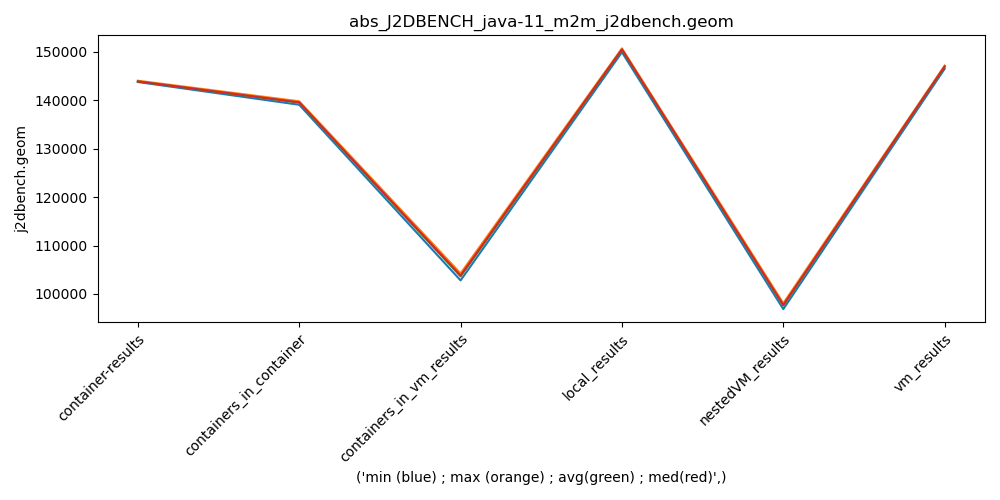 abs_J2DBENCH_java-11_m2m_j2dbench.geom
150000
140000
130000
120000
110000
100000
j2dbench.geom
container-results
containers_in_container
containers_in_vm_results
local_results
nestedVM_results
vm_results
('min (blue) ; max (orange) ; avg(green) ; med(red)',)